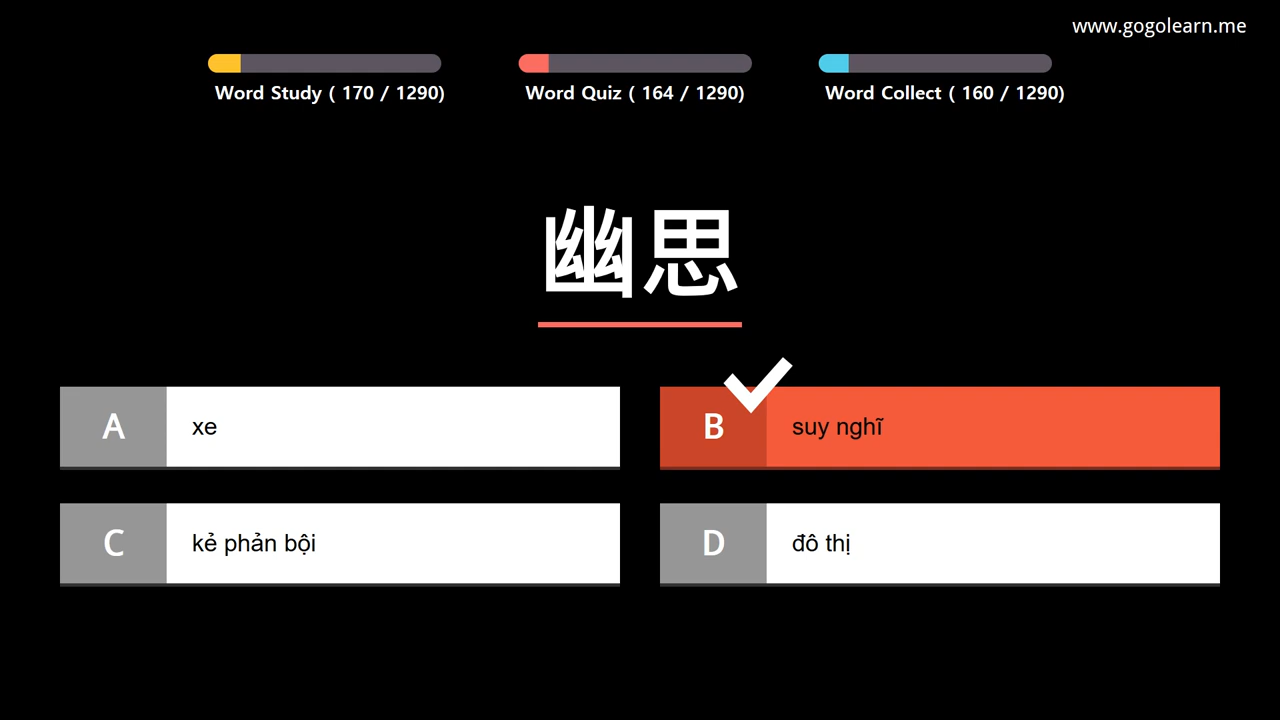 www.gogolearn.me
Word Study ( 170 / 1290)
Word Quiz ( 164 / 1290)
Word Collect ( 160 / 1290)
幽思
A xe
B suy nghĩ
C kẻ phản bội
D đô thị